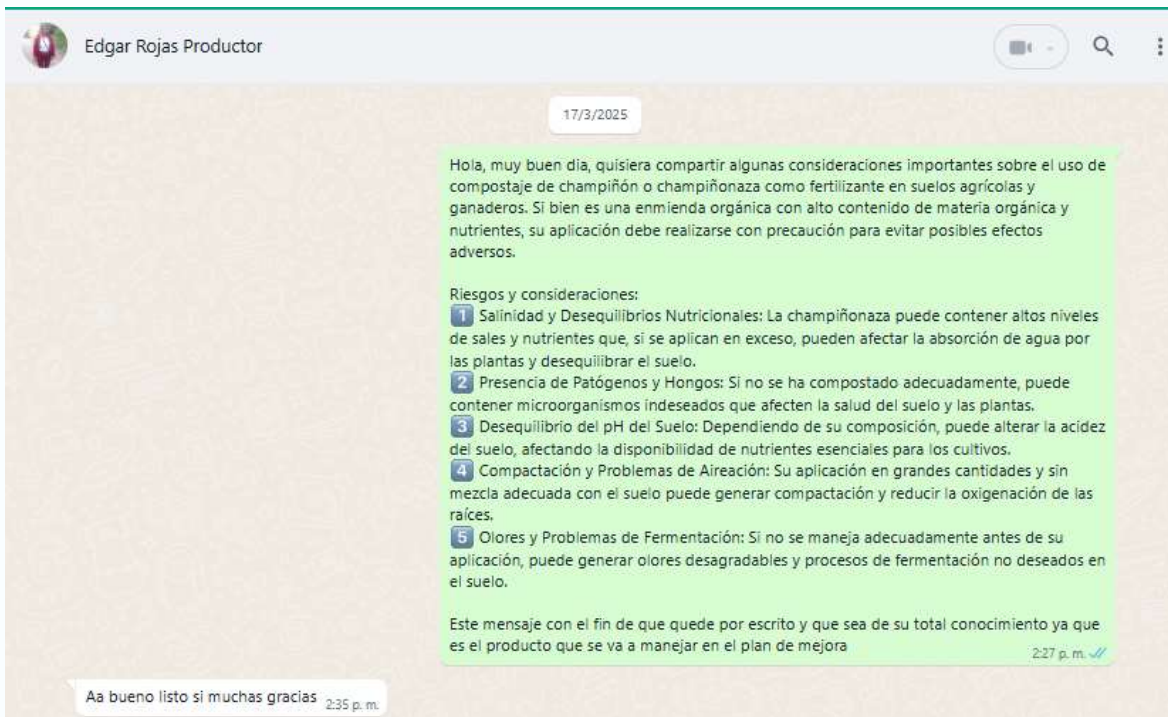 Edgar Rojas Productor
17/3/2025
Hola, muy buen dia, quisiera compartir algunas consideraciones importantes sobre el uso de
compostaje de champiñón o champiñonaza como fertilizante en suelos agrícolas y
ganaderos. Si bien es una enmienda orgánica con alto contenido de materia orgánica y
nutrientes, su aplicación debe realizarse con precaución para evitar posibles efectos
adversos.
Riesgos y consideraciones:
1 Salinidad y Desequilibrios Nutricionales: La champiñonaza puede contener altos niveles
de sales y nutrientes que, si se aplican en exceso, pueden afectar la absorción de agua por
las plantas y desequilibrar el suelo.
2 Presencia de Patógenos y Hongos: Si no se ha compostado adecuadamente, puede
contener microorganismos indeseados que afecten la salud del suelo y las plantas.
3 Desequilibrio del pH del Suelo: Dependiendo de su composición, puede alterar la acidez
del suelo, afectando la disponibilidad de nutrientes esenciales para los cultivos.
4 Compactación y Problemas de Aireación: Su aplicación en grandes cantidades y sin
mezcla adecuada con el suelo puede generar compactación y reducir la oxigenación de las
raíces.
5 Olores y Problemas de Fermentación: Si no se maneja adecuadamente antes de su
aplicación, puede generar olores desagradables y procesos de fermentación no deseados en
el suelo.
Este mensaje con el fin de que quede por escrito y que sea de su total conocimiento ya que
es el producto que se va a manejar en el plan de mejora
2:27 p. m.
Aa bueno listo si muchas gracias 2:35 p. m.